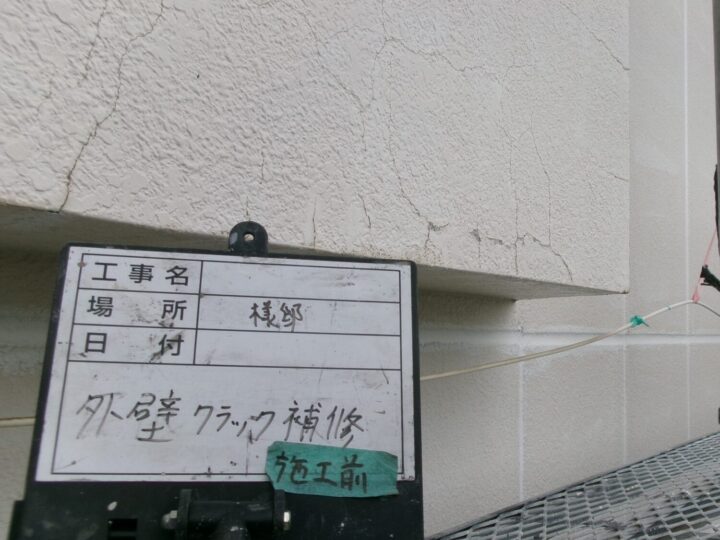 工事名
場所 様邸
日付
外壁クラック補修
施工前